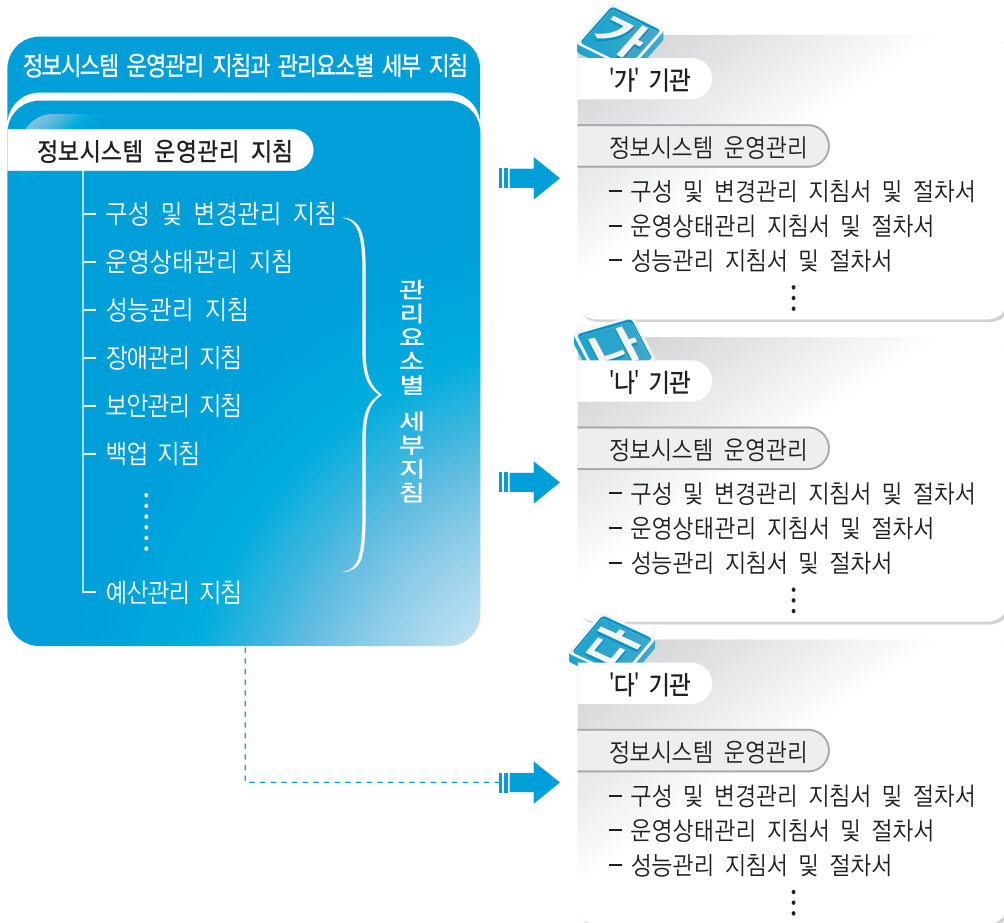 정보시스템 운영관리 지침과 관리요소별 세부 지침
정보시스템 운영관리 지침
– 구성 및 변경관리 지침
– 운영상태관리 지침
– 성능관리 지침
– 장애관리 지침
– 보안관리 지침
– 백업 지침
– 예산관리 지침
관리요소별 세부지침
가
'가' 기관
정보시스템 운영관리
– 구성 및 변경관리 지침서 및 절차서
– 운영상태관리 지침서 및 절차서
– 성능관리 지침서 및 절차서
나
'나' 기관
정보시스템 운영관리
– 구성 및 변경관리 지침서 및 절차서
– 운영상태관리 지침서 및 절차서
– 성능관리 지침서 및 절차서
다
'다' 기관
정보시스템 운영관리
– 구성 및 변경관리 지침서 및 절차서
– 운영상태관리 지침서 및 절차서
– 성능관리 지침서 및 절차서